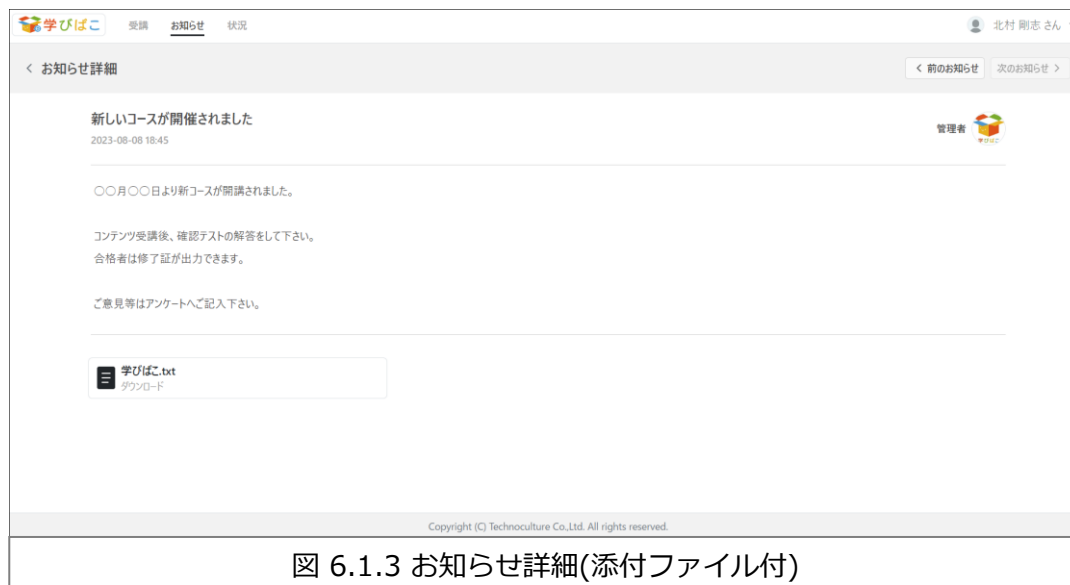 学びばこ 受講 お知らせ 状況 北村 剛志 さん
< お知らせ詳細 < 前のお知らせ 次のお知らせ >
新しいコースが開催されました
2023-08-08 18:45
管理者
学びばこ
〇〇月〇〇日より新コースが開講されました。
コンテンツ受講後、確認テストの解答をして下さい。
合格者は修了証が出力できます。
ご意見等はアンケートへご記入下さい。
学びばこ.txt
ダウンロード
Copyright (C) Technoculture Co.,Ltd. All rights reserved.
図 6.1.3 お知らせ詳細(添付ファイル付)